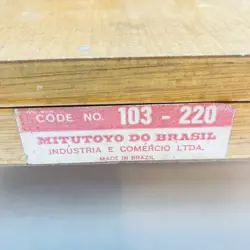 CODE NO. 103 - 220
MITUTOYO DO BRASIL
INDÚSTRIA E COMÉRCIO LTDA.
MADE IN BRAZIL